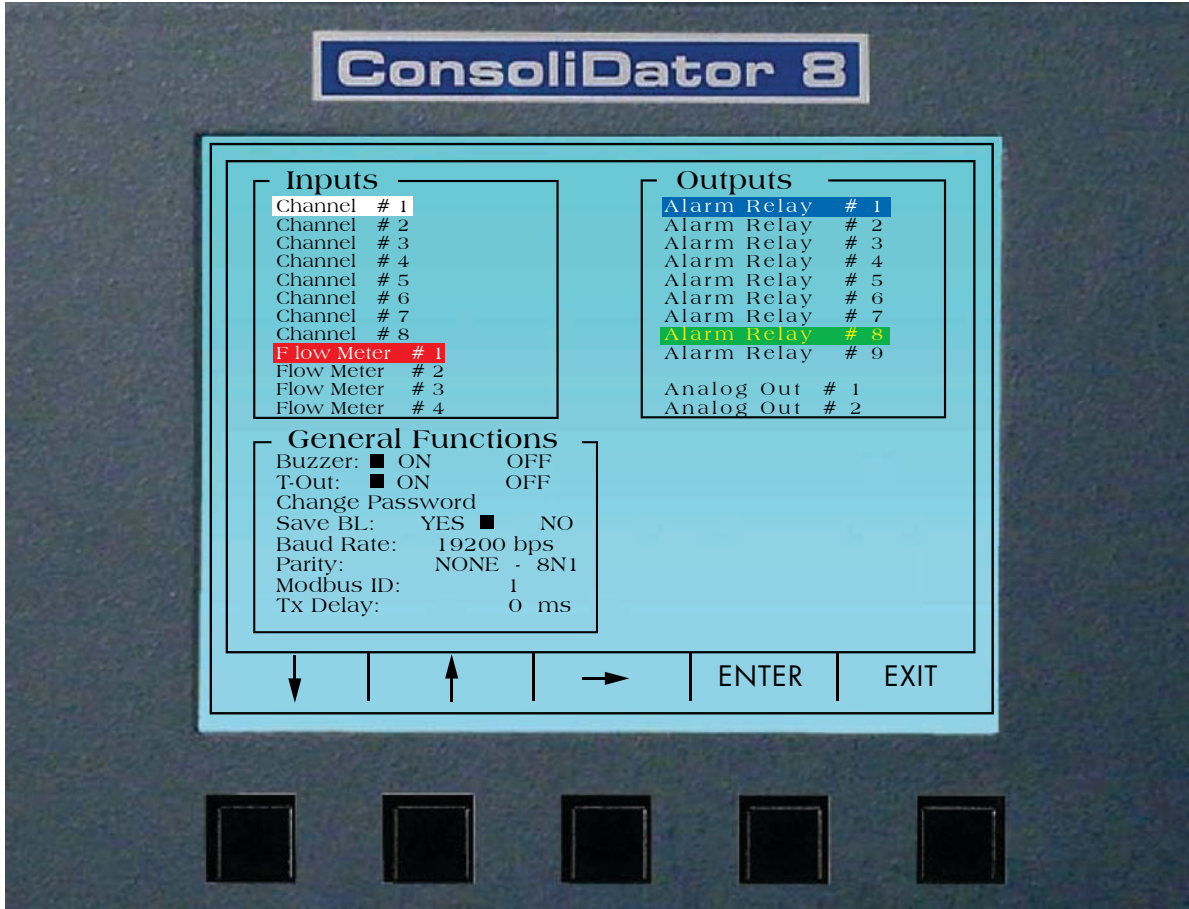 ConsoliDator 8
Inputs
Channel # 1
Channel # 2
Channel # 3
Channel # 4
Channel # 5
Channel # 6
Channel # 7
Channel # 8
Flow Meter # 1
Flow Meter # 2
Flow Meter # 3
Flow Meter # 4
Outputs
Alarm Relay # 1
Alarm Relay # 2
Alarm Relay # 3
Alarm Relay # 4
Alarm Relay # 5
Alarm Relay # 6
Alarm Relay # 7
Alarm Relay # 8
Alarm Relay # 9
Analog Out # 1
Analog Out # 2
General Functions
Buzzer: ■ ON OFF
T-Out: ■ ON OFF
Change Password
Save BL: YES ■ NO
Baud Rate: 19200 bps
Parity: NONE - 8N1
Modbus ID: 1
Tx Delay: 0 ms
↓ ↑ → ENTER EXIT